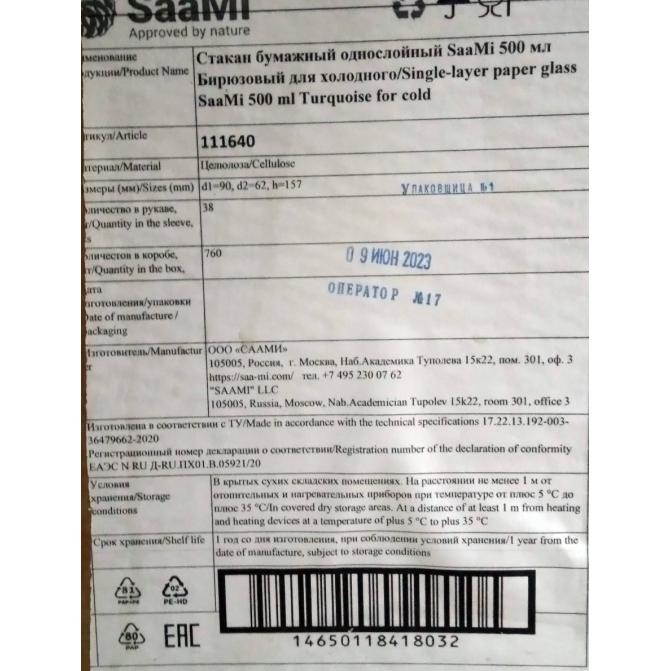 SaaMi
Approved by nature
именование
дукции/Product Name
Стакан бумажный однослойный SaaMi 500 мл
Бирюзовый для холодного/Single-layer paper glass
SaaMi 500 ml Turquoise for cold
тикул/Article
111640
териал/Material
Целюлоза/Cellulose
змеры (мм)/Sizes (mm)
d1=90, d2=62, h=157
УПАКОВЩИЦА №1
личество в рукаве,
/Quantity in the sleeve,
s
38
личестов в коробе,
т/Quantity in the box,
760
09 ИЮН 2023
ата
зготовления/упаковки
Date of manufacture /
ackaging
ОПЕРАТОР №17
Изготовитель/Manufactur
er
ООО «СААМИ»
105005, Россия, г. Москва, Наб.Академика Туполева 15к22, пом. 301, оф. 3
https://saa-mi.com/ тел. +7 495 230 07 62
"SAAMI" LLC
105005, Russia, Moscow, Nab.Academician Tupolev 15k22, room 301, office 3
Изготовлена в соответствии с ТУ/Made in accordance with the technical specifications 17.22.13.192-003-
36479662-2020
Регистрационный номер декларации о соответствии/Registration number of the declaration of conformity
ЕАЭС N RU Д-RU.ПХ01.В.05921/20
Условия
хранения/Storage
conditions
В крытых сухих складских помещениях. На расстоянии не менее 1 м от
отопительных и нагревательных приборов при температуре от плюс 5 °C до
плюс 35 °C/In covered dry storage areas. At a distance of at least 1 m from heating
and heating devices at a temperature of plus 5 °C to plus 35 °C
Срок хранения/Shelf life
1 год со дня изготовления, при соблюдении условий хранения/1 year from the
date of manufacture, subject to storage conditions
81
PAP+PE
02
PE-HD
80
PAP
EAC
14650118418032